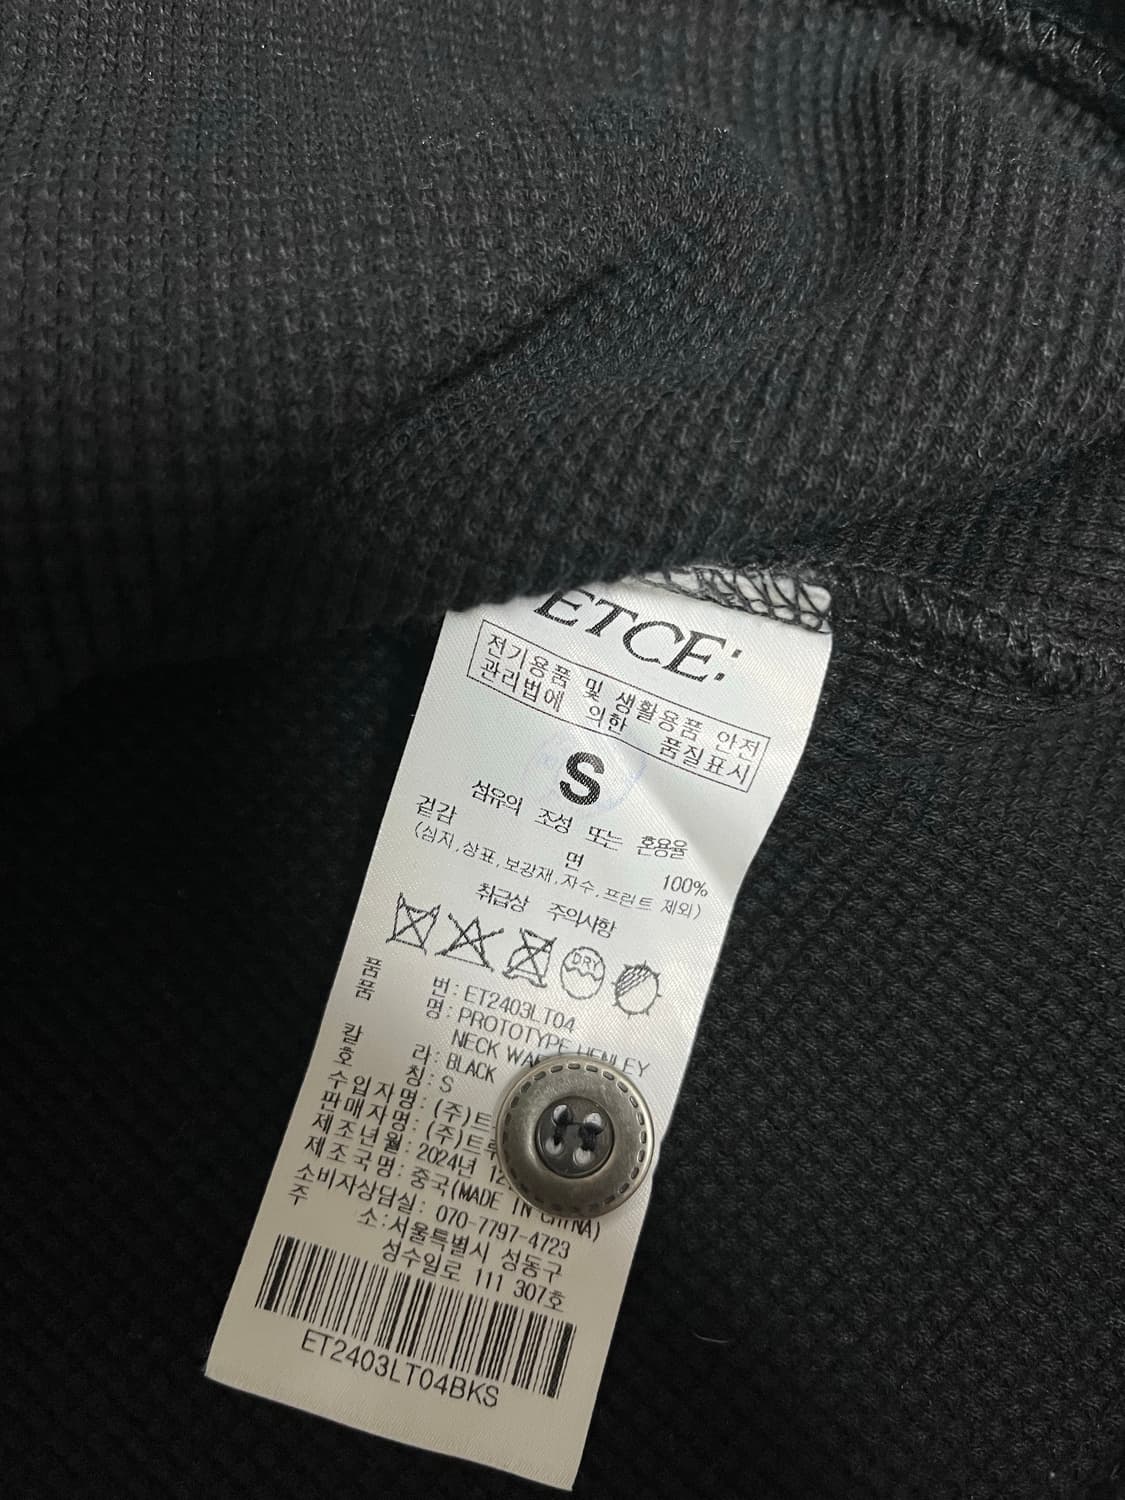 ETCE:
전기용품 및 생활용품 안전
관리법에 의한 품질표시
S
섬유의 조성 또는 혼용율
겉감 면 100%
(심지,상표,보강재,자수,프린트 제외)
취급상 주의사항
DRY
품 번: ET2403LT04
품 명: PROTOTYPE HENLEY
NECK
칼 라: BLACK
호 칭: S
수입자명: (주)
판매자명: (주)
제조년월: 2024년
제조국명: 중국(MADE IN CHINA)
소비자상담실: 070-7797-4723
주 소:서울특별시 성동구
성수일로 111 307호
ET2403LT04BKS